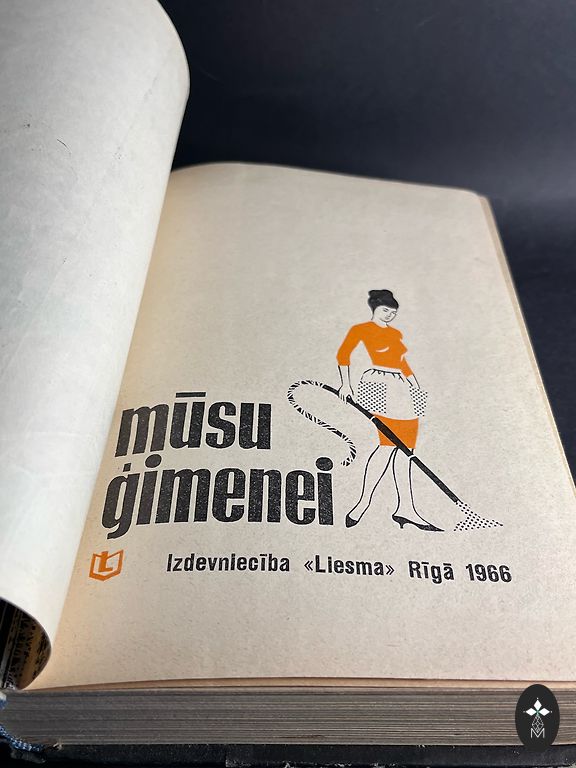 mūsu
ģimenei
L
Izdevniecība «Liesma» Rīgā 1966
M